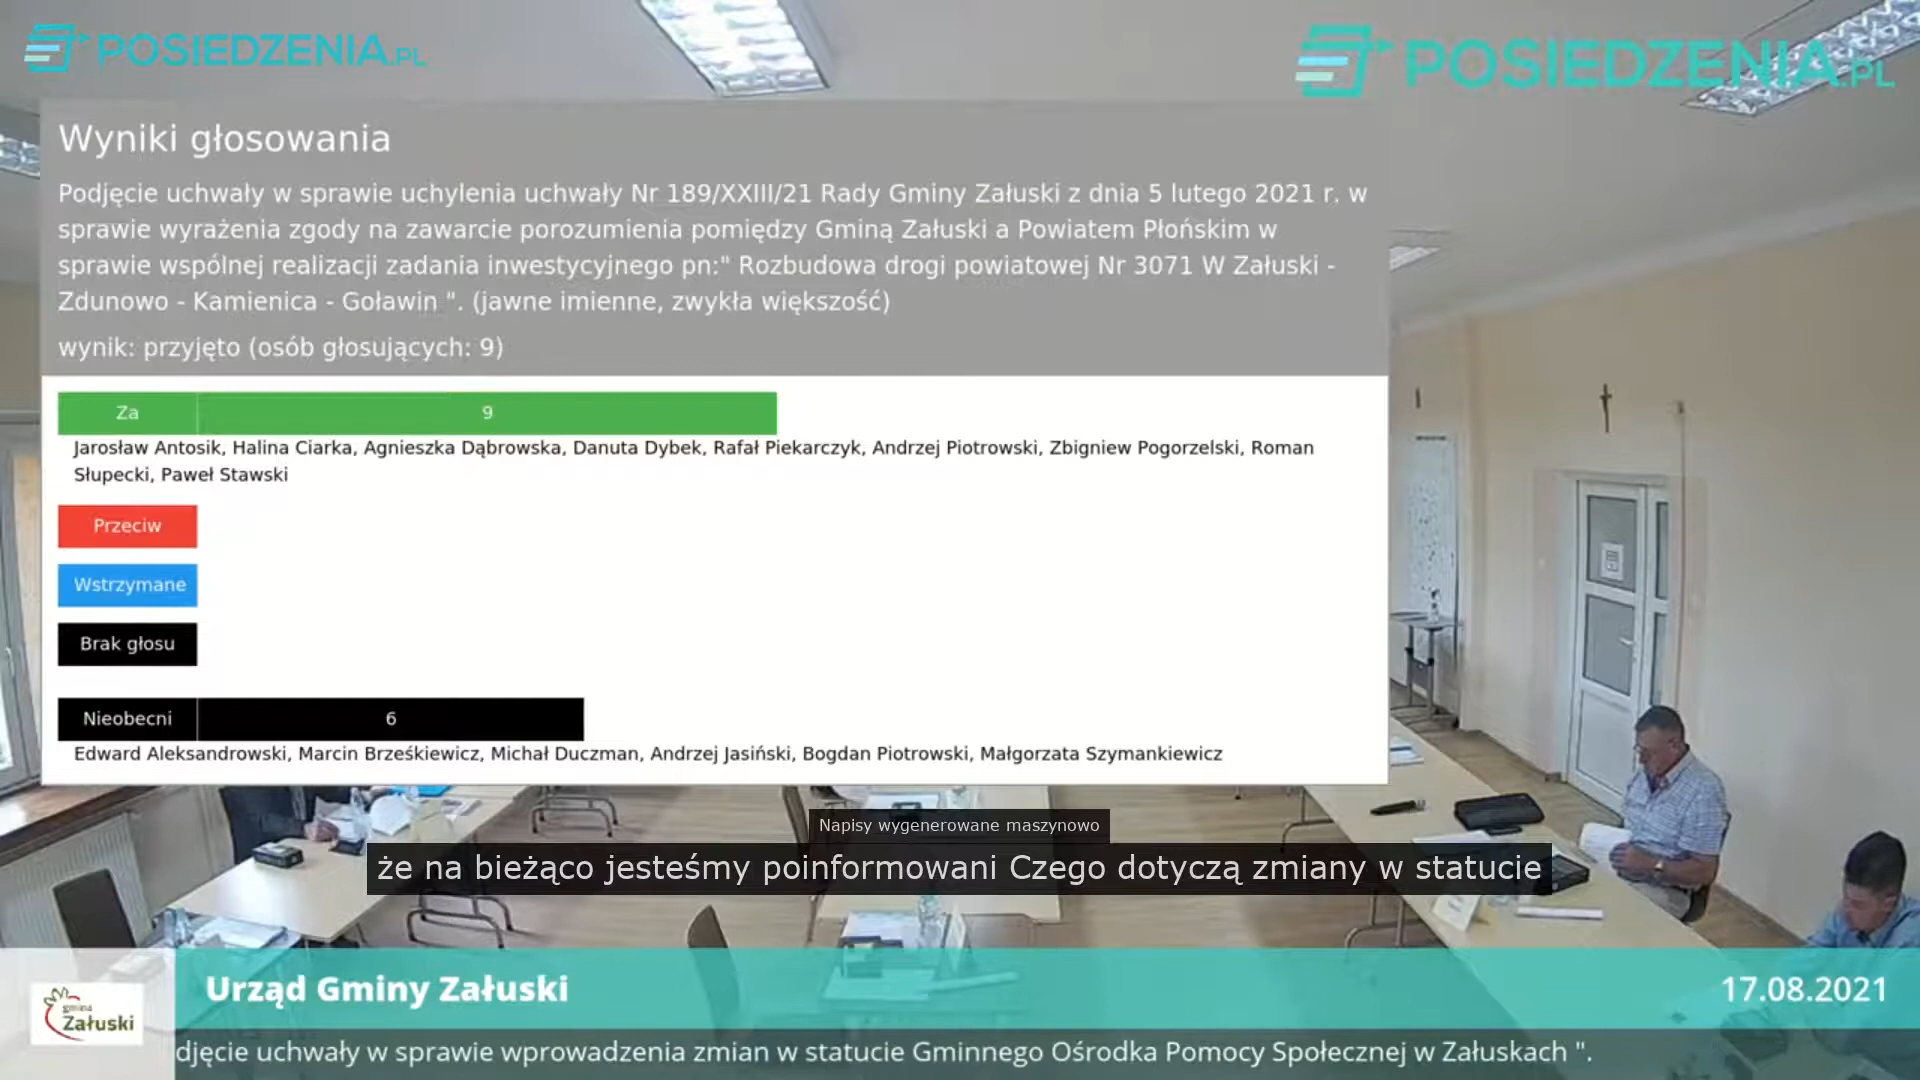 POSIEDZENIA.PL
POSIEDZENIA.PL
Wyniki głosowania
Podjęcie uchwały w sprawie uchylenia uchwały Nr 189/XXIII/21 Rady Gminy Załuski z dnia 5 lutego 2021 r. w
sprawie wyrażenia zgody na zawarcie porozumienia pomiędzy Gminą Załuski a Powiatem Płońskim w
sprawie wspólnej realizacji zadania inwestycyjnego pn:" Rozbudowa drogi powiatowej Nr 3071 W Załuski -
Zdunowo - Kamienica - Goławin ". (jawne imienne, zwykła większość)
wynik: przyjęto (osób głosujących: 9)
Za 9
Jarosław Antosik, Halina Ciarka, Agnieszka Dąbrowska, Danuta Dybek, Rafał Piekarczyk, Andrzej Piotrowski, Zbigniew Pogorzelski, Roman
Słupecki, Paweł Stawski
Przeciw
Wstrzymane
Brak głosu
Nieobecni 6
Edward Aleksandrowski, Marcin Brześkiewicz, Michał Duczman, Andrzej Jasiński, Bogdan Piotrowski, Małgorzata Szymankiewicz
Napisy wygenerowane maszynowo
że na bieżąco jesteśmy poinformowani Czego dotyczą zmiany w statucie
gmina
Załuski
Urząd Gminy Załuski
17.08.2021
djęcie uchwały w sprawie wprowadzenia zmian w statucie Gminnego Ośrodka Pomocy Społecznej w Załuskach ".